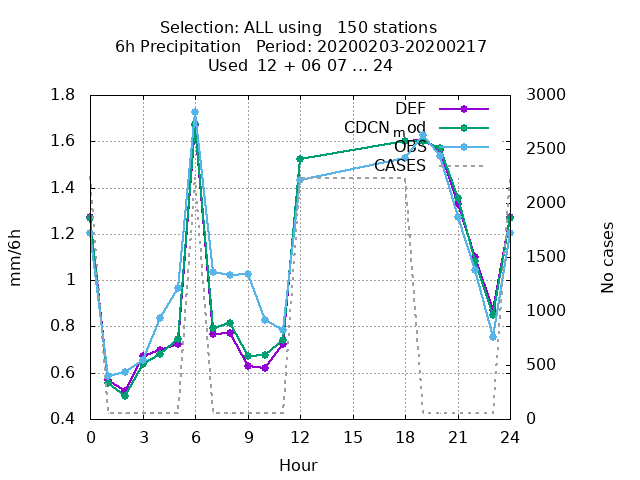 Selection: ALL using   150 stations
6h Precipitation   Period: 20200203-20200217
Used  12 + 06 07 ... 24
1.8
1.6
1.4
1.2
1
0.8
0.6
0.4
3000
2500
2000
1500
1000
500
0
DEF
CDCN_mod
OBS
CASES
mm/6h
No cases
0 3 6 9 12 15 18 21 24
Hour